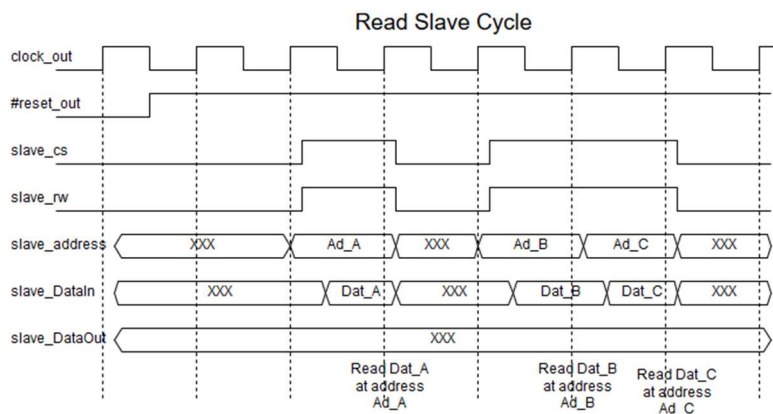 Read Slave Cycle
clock_out
#reset_out
slave_cs
slave_rw
slave_address XXX Ad_A XXX Ad_B Ad_C XXX
slave_DataIn XXX Dat_A XXX Dat_B Dat_C XXX
slave_DataOut XXX
Read Dat_A
at address
Ad_A
Read Dat_B
at address
Ad_B
Read Dat_C
at address
Ad_C